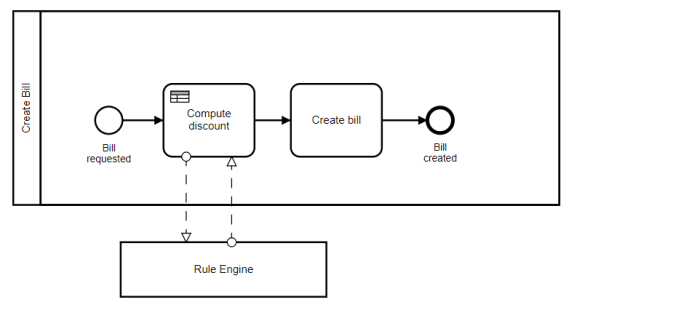 Create Bill
Bill
requested
Compute
discount
Create bill
Bill
created
Rule Engine